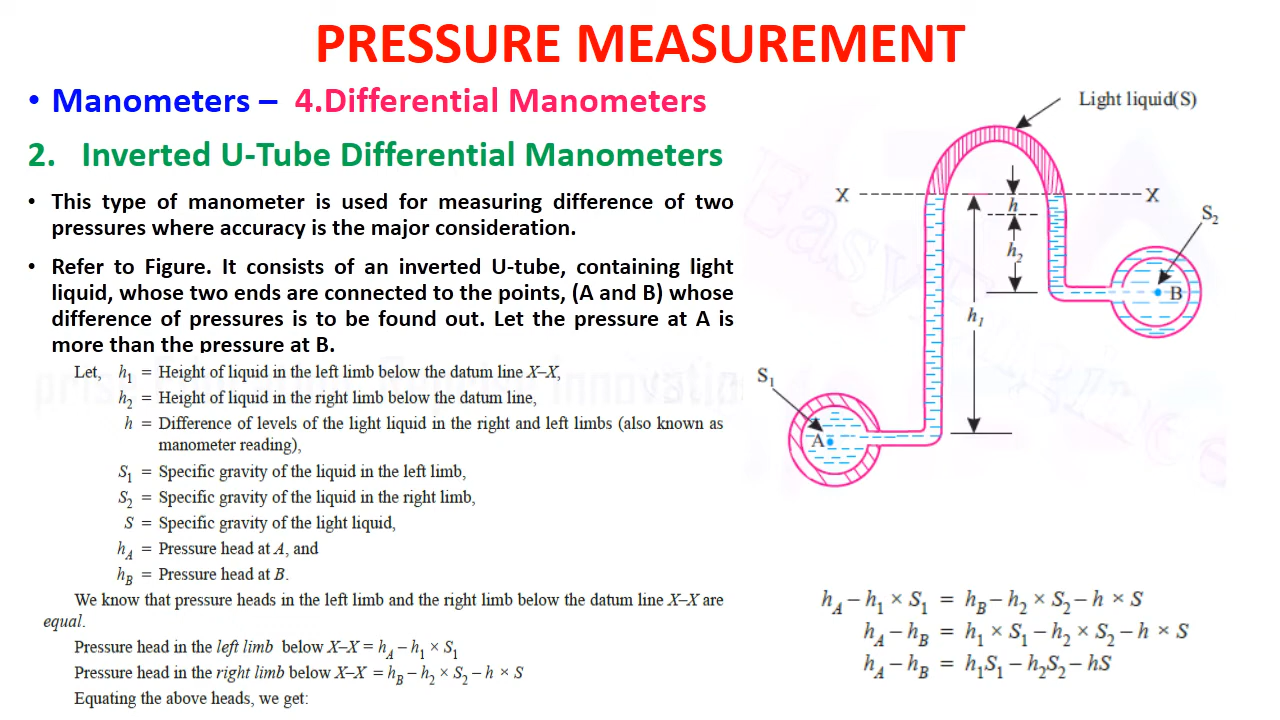 PRESSURE MEASUREMENT
• Manometers – 4.Differential Manometers
2. Inverted U-Tube Differential Manometers
• This type of manometer is used for measuring difference of two
pressures where accuracy is the major consideration.
• Refer to Figure. It consists of an inverted U-tube, containing light
liquid, whose two ends are connected to the points, (A and B) whose
difference of pressures is to be found out. Let the pressure at A is
more than the pressure at B.
Let, h₁ = Height of liquid in the left limb below the datum line X–X,
h₂ = Height of liquid in the right limb below the datum line,
h = Difference of levels of the light liquid in the right and left limbs (also known as
manometer reading),
S₁ = Specific gravity of the liquid in the left limb,
S₂ = Specific gravity of the liquid in the right limb,
S = Specific gravity of the light liquid,
h_A = Pressure head at A, and
h_B = Pressure head at B.
We know that pressure heads in the left limb and the right limb below the datum line X–X are
equal.
Pressure head in the left limb below X–X = h_A – h₁ × S₁
Pressure head in the right limb below X–X = h_B – h₂ × S₂ – h × S
Equating the above heads, we get:
Light liquid(S)
X
X
h
S₂
h₂
B
h₁
S₁
A
h_A – h₁ × S₁ = h_B – h₂ × S₂ – h × S
h_A – h_B = h₁ × S₁ – h₂ × S₂ – h × S
h_A – h_B = h₁S₁ – h₂S₂ – hS